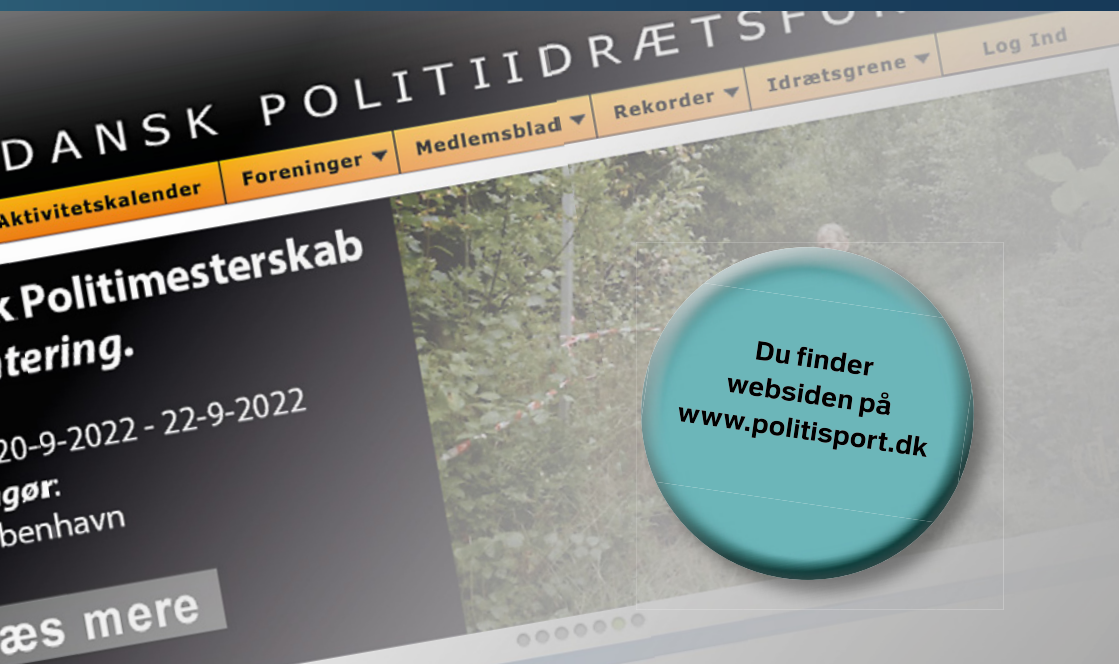 DANSK POLITIIDRÆTSFOR
Aktivitetskalender Foreninger Medlemsblad Rekorder Idrætsgrene Log Ind
k Politimesterskab
tering.
20-9-2022 - 22-9-2022
gør:
benhavn
æs mere
Du finder
websiden på
www.politisport.dk